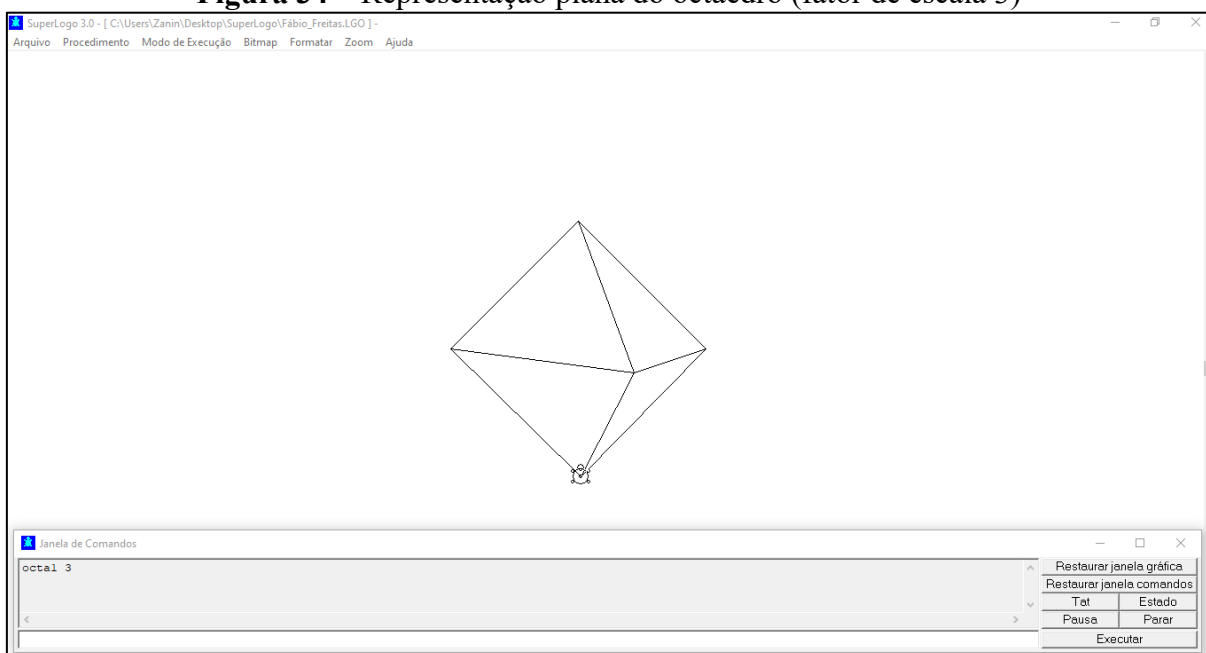 Figura 34 – Representação plana do octaedro (fator de escala 3)
SuperLogo 3.0 - [ C:\Users\Zanin\Desktop\SuperLogo\Fábio_Freitas.LGO ] -
Arquivo Procedimento Modo de Execução Bitmap Formatar Zoom Ajuda
Janela de Comandos
octal 3
Restaurar janela gráfica
Restaurar janela comandos
Tat Estado
Pausa Parar
Executar